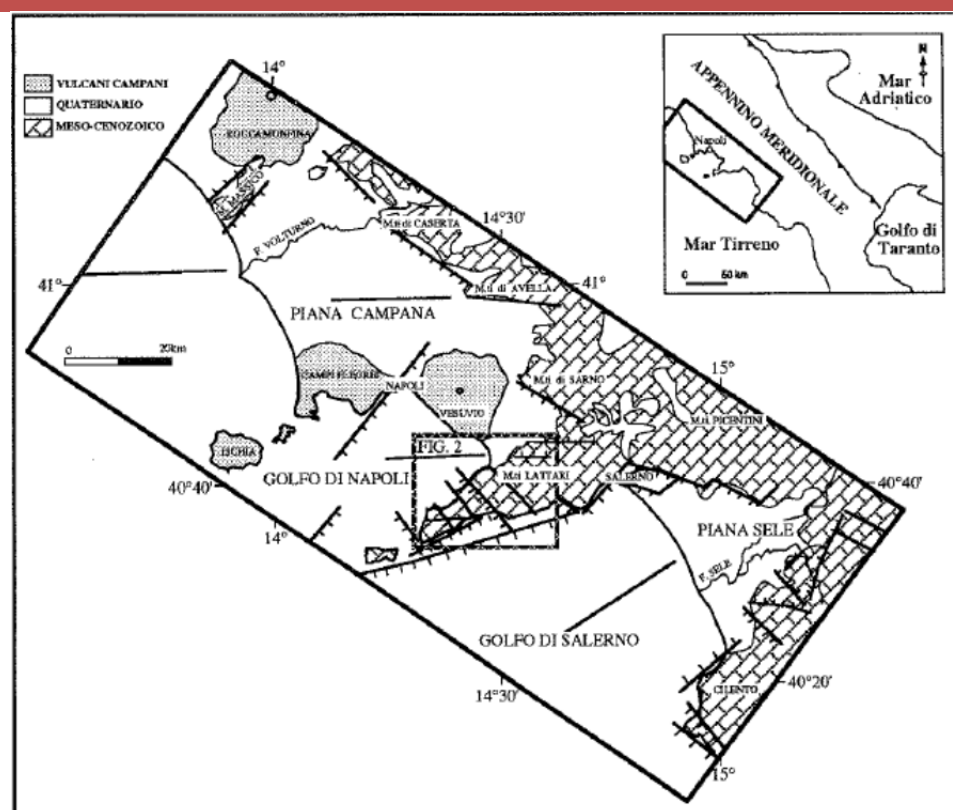 VULCANI CAMPANI
QUATERNARIO
MESO-CENOZOICO
14°
ROCCAMONFINA
M. MASSICO
F. VOLTURNO
M.ti di CASERTA
14°30'
41°
M.ti di AVELLA
41°
PIANA CAMPANA
0 20km
CAMPI FLEGREI
NAPOLI
VESUVIO
M.ti di SARNO
15°
M.ti PICENTINI
ISCHIA
FIG. 2
GOLFO DI NAPOLI
M.ti LATTARI
SALERNO
40°40'
40°40'
14°
PIANA SELE
F. SELE
GOLFO DI SALERNO
14°30'
CILENTO
40°20'
15°
N
APPENNINO MERIDIONALE
Mar
Adriatico
Napoli
Golfo di
Taranto
Mar Tirreno
0 50 km